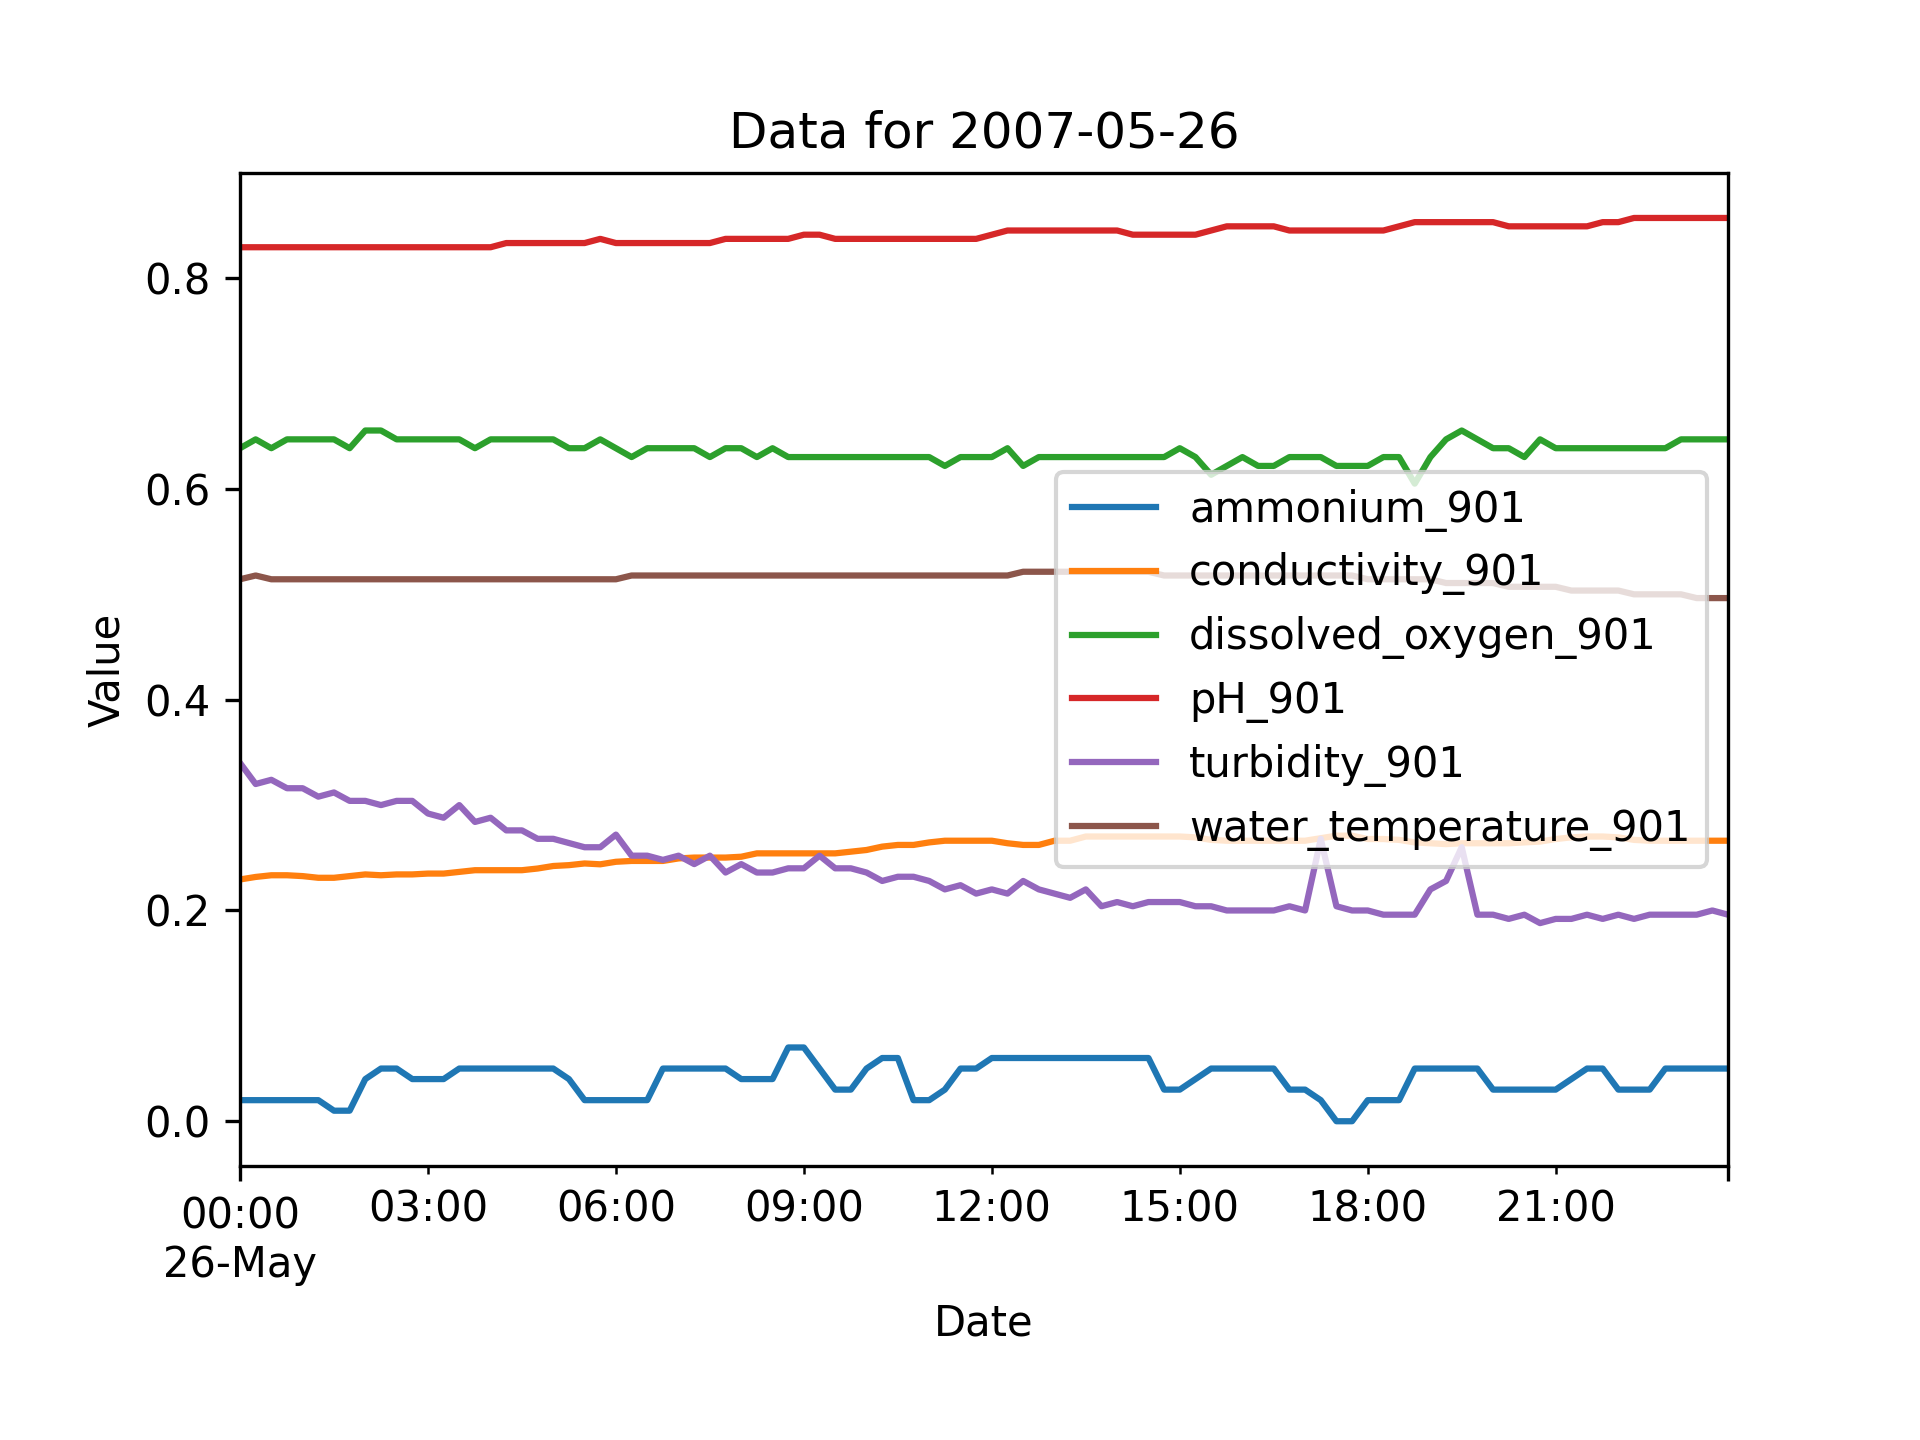 Data for 2007-05-26
Value
0.8
0.6
0.4
0.2
0.0
ammonium_901
conductivity_901
dissolved_oxygen_901
pH_901
turbidity_901
water_temperature_901
00:00 03:00 06:00 09:00 12:00 15:00 18:00 21:00
26-May
Date